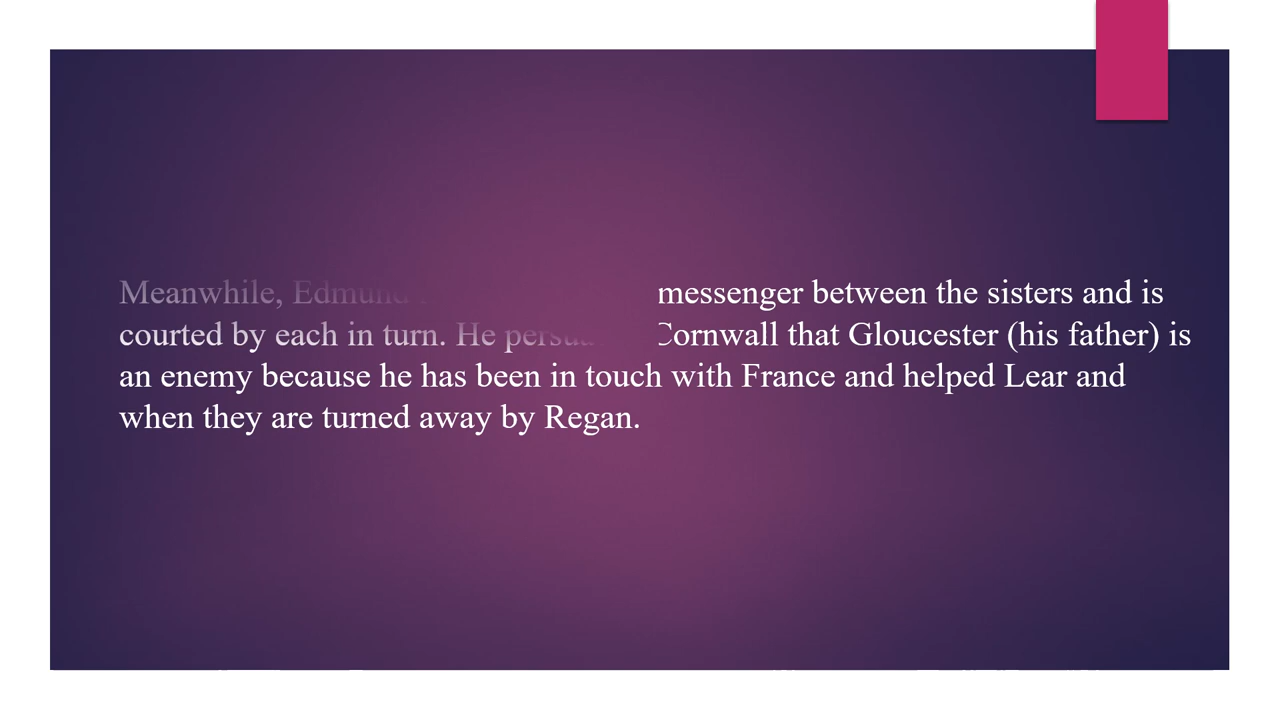 Meanwhile, Edmund messenger between the sisters and is
courted by each in turn. He Cornwall that Gloucester (his father) is
an enemy because he has been in touch with France and helped Lear and
when they are turned away by Regan.